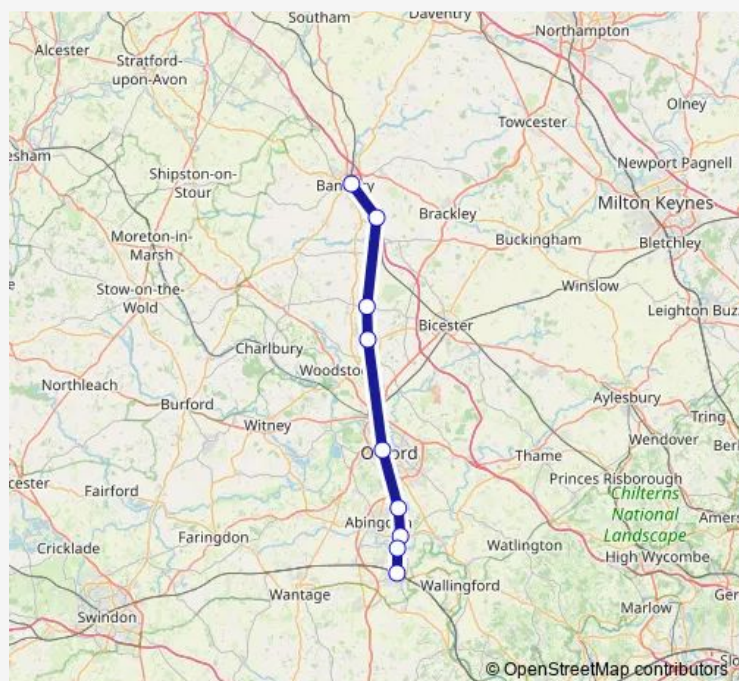 Southam
Daventry
Northampton
Alcester
Stratford-
upon-Avon
Olney
Towcester
esham
Newport Pagnell
Shipston-on-
Stour
Brackley
Milton Keynes
Moreton-in-
Marsh
Buckingham
Bletchley
Stow-on-the-
Wold
Winslow
Bicester
Leighton Buzz
Charlbury
Woodsto
Northleach
Burford
Aylesbury
Witney
Tring
Wendover
Thame
Ber
Princes Risborough
Fairford
Chilterns
National
Landscape
Amers
Abing
Faringdon
Watlington
Cricklade
High Wycombe
Wallingford
Wantage
Marlow
Swindon
© OpenStreetMap contributors